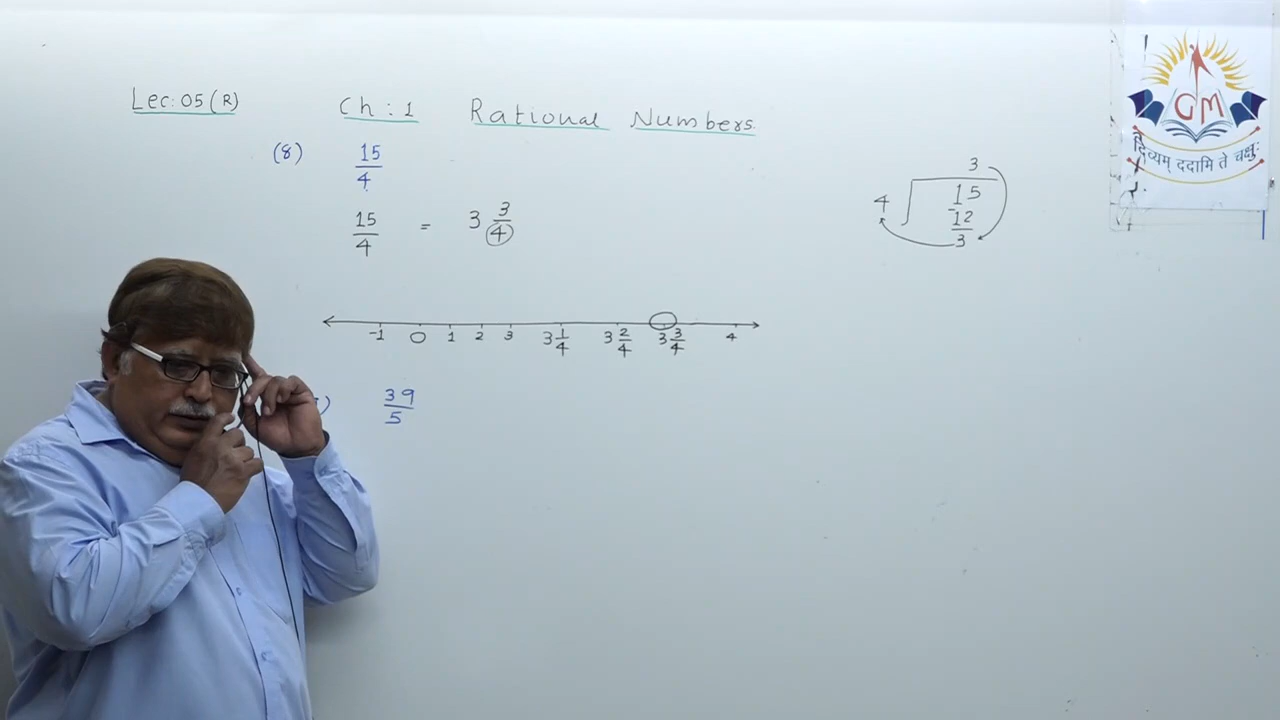 Lec: 05 (R) Ch : 1 Rational Numbers
(8) 15/4
15/4 = 3 3/4
-1 0 1 2 3 3 1/4 3 2/4 3 3/4 4
39/5
3
4 15
-12
3
GM
दिव्यम् ददामि ते चक्षुः